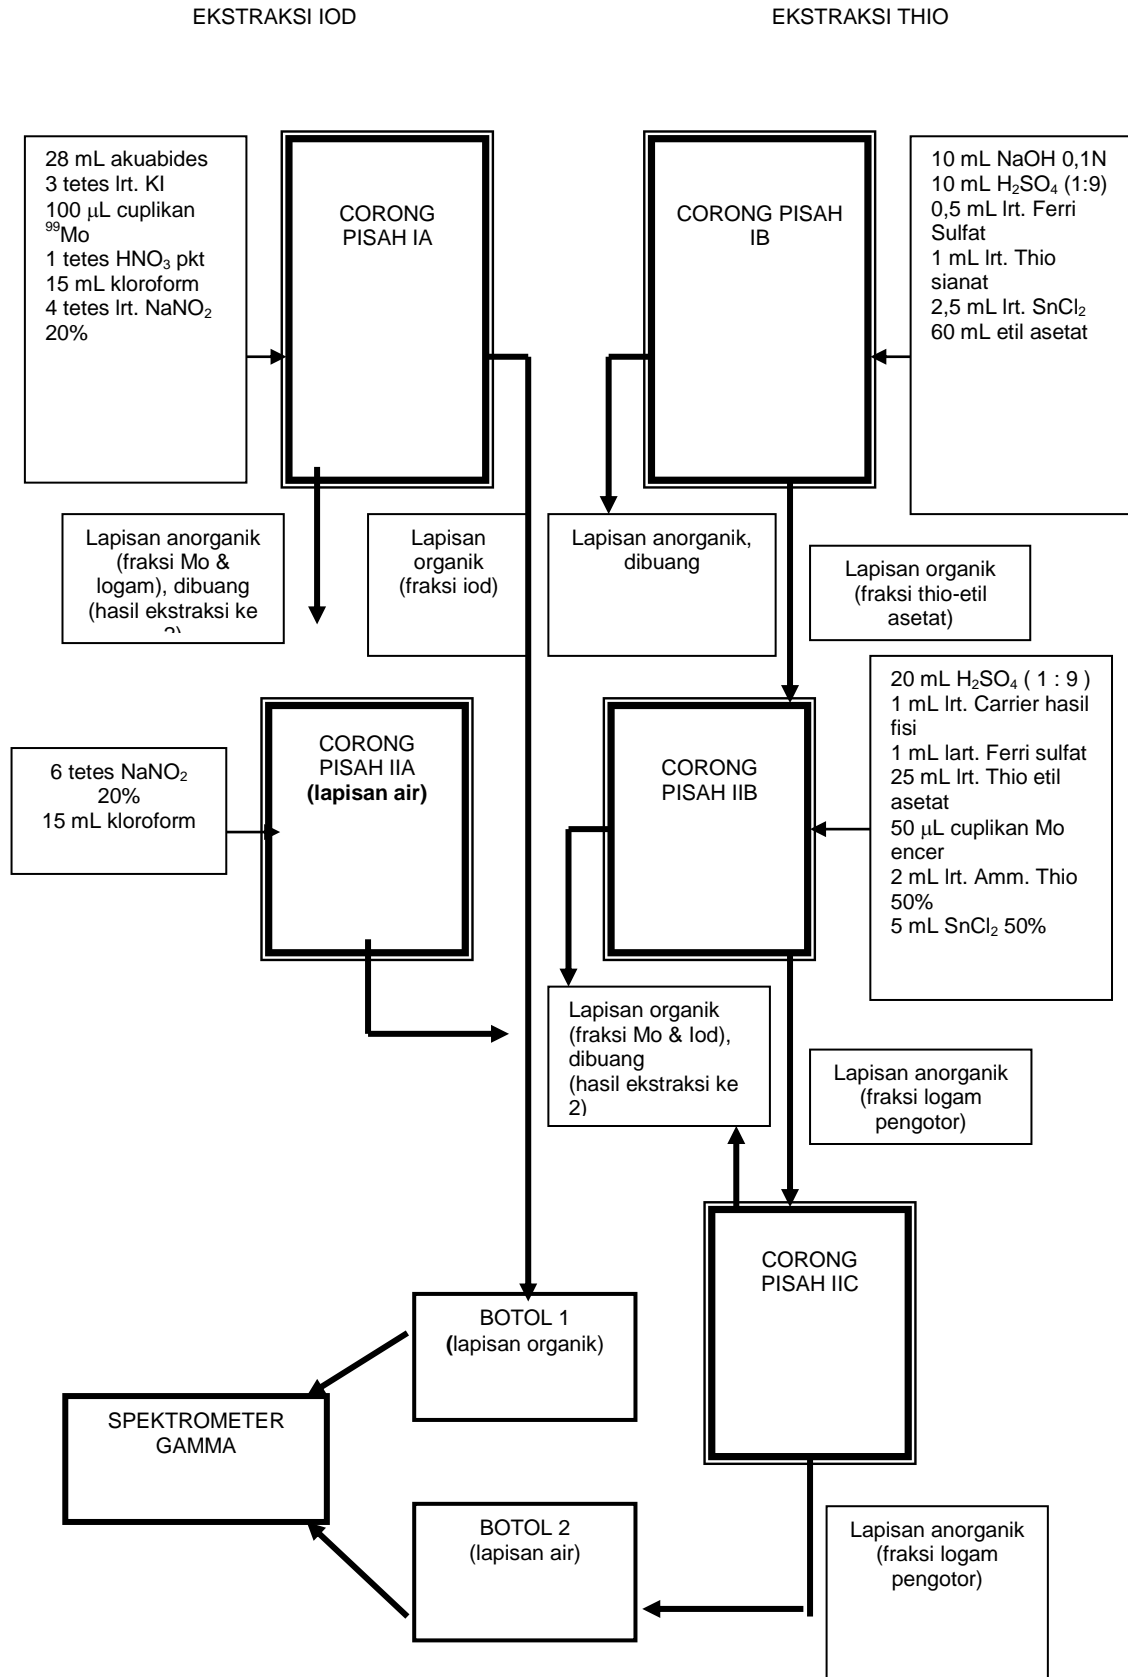 EKSTRAKSI IOD
EKSTRAKSI THIO
28 mL akuabides
3 tetes lrt. KI
100 μL cuplikan
⁹⁹Mo
1 tetes HNO₃ pkt
15 mL kloroform
4 tetes lrt. NaNO₂
20%
CORONG
PISAH IA
CORONG PISAH
IB
10 mL NaOH 0,1N
10 mL H₂SO₄ (1:9)
0,5 mL lrt. Ferri
Sulfat
1 mL lrt. Thio
sianat
2,5 mL lrt. SnCl₂
60 mL etil asetat
Lapisan anorganik
(fraksi Mo &
logam), dibuang
(hasil ekstraksi ke
2)
Lapisan
organik
(fraksi iod)
Lapisan anorganik,
dibuang
Lapisan organik
(fraksi thio-etil
asetat)
6 tetes NaNO₂
20%
15 mL kloroform
CORONG
PISAH IIA
(lapisan air)
CORONG
PISAH IIB
20 mL H₂SO₄ ( 1 : 9 )
1 mL lrt. Carrier hasil
fisi
1 mL lart. Ferri sulfat
25 mL lrt. Thio etil
asetat
50 μL cuplikan Mo
encer
2 mL lrt. Amm. Thio
50%
5 mL SnCl₂ 50%
Lapisan organik
(fraksi Mo & Iod),
dibuang
(hasil ekstraksi ke
2)
Lapisan anorganik
(fraksi logam
pengotor)
CORONG
PISAH IIC
BOTOL 1
(lapisan organik)
SPEKTROMETER
GAMMA
BOTOL 2
(lapisan air)
Lapisan anorganik
(fraksi logam
pengotor)